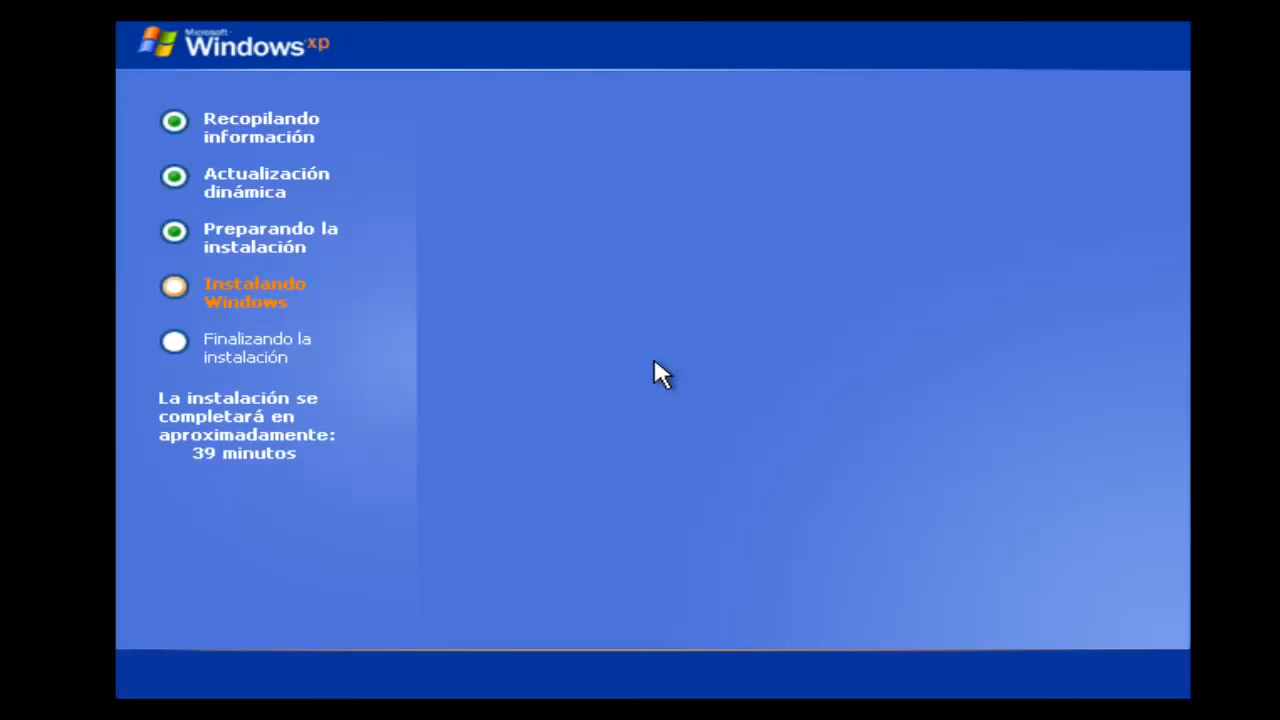 Microsoft
Windows xp
Recopilando
información
Actualización
dinámica
Preparando la
instalación
Instalando
Windows
Finalizando la
instalación
La instalación se
completará en
aproximadamente:
39 minutos